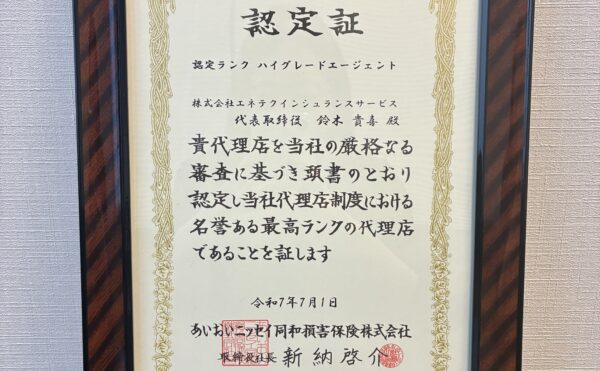 認定証
認定ランク ハイグレードエージェント
株式会社エネテクインシュランスサービス
代表取締役 鈴木 貴喜 殿
貴代理店を当社の厳格なる
審査に基づき頭書のとおり
認定し当社代理店制度における
名誉ある最高ランクの代理店
であることを証します
令和7年7月1日
あいおいニッセイ同和損害保険株式会社
取締役社長 新納啓介